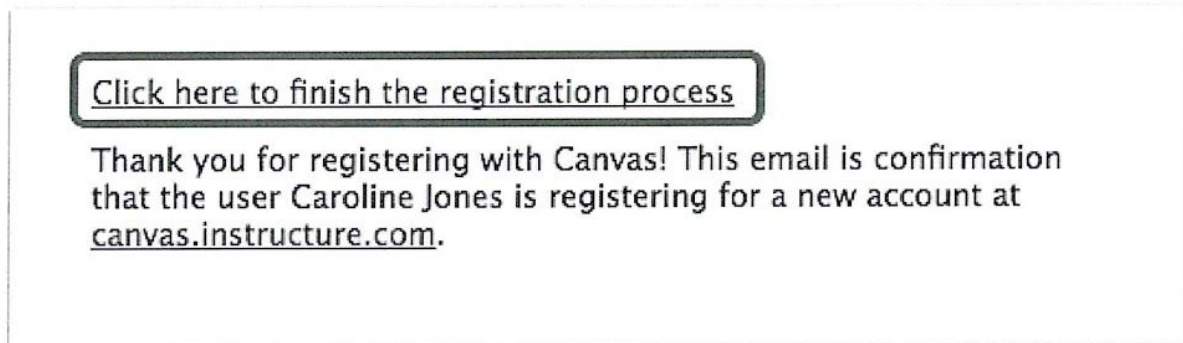 Click here to finish the registration process
Thank you for registering with Canvas! This email is confirmation
that the user Caroline Jones is registering for a new account at
canvas.instructure.com.